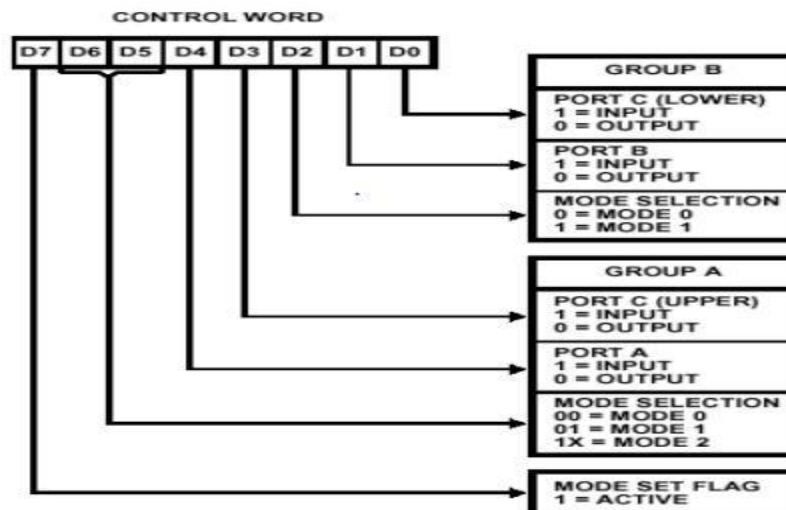 CONTROL WORD
D7 D6 D5 D4 D3 D2 D1 D0
GROUP B
PORT C (LOWER)
1 = INPUT
0 = OUTPUT
PORT B
1 = INPUT
0 = OUTPUT
MODE SELECTION
0 = MODE 0
1 = MODE 1
GROUP A
PORT C (UPPER)
1 = INPUT
0 = OUTPUT
PORT A
1 = INPUT
0 = OUTPUT
MODE SELECTION
00 = MODE 0
01 = MODE 1
1X = MODE 2
MODE SET FLAG
1 = ACTIVE